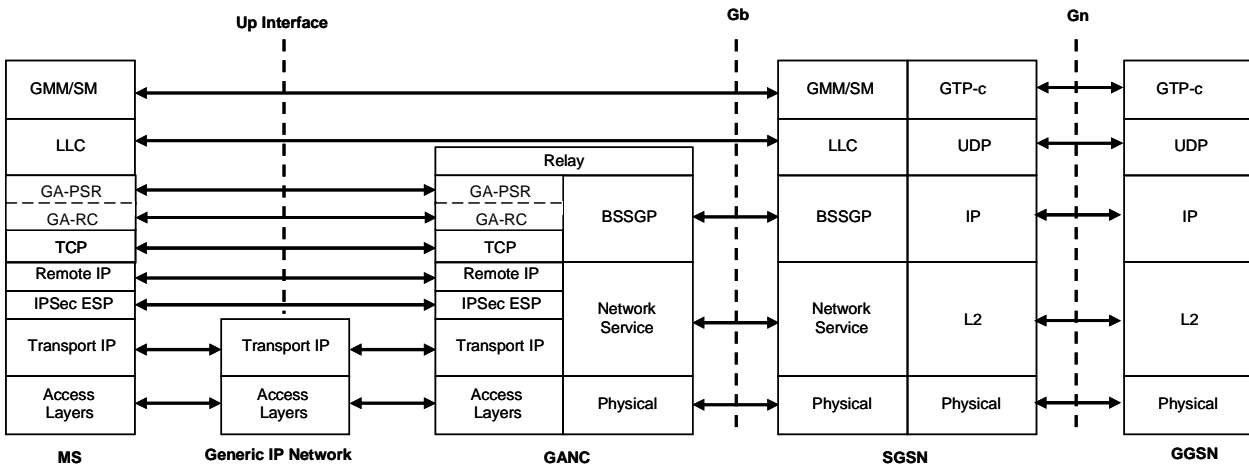 Up Interface
Gb
Gn
GMM/SM
GMM/SM
GTP-c
GTP-c
LLC
LLC
UDP
UDP
Relay
GA-PSR
GA-PSR
GA-RC
GA-RC
BSSGP
BSSGP
IP
IP
TCP
TCP
Remote IP
Remote IP
IPSec ESP
IPSec ESP
Network
Service
Network
Service
L2
L2
Transport IP
Transport IP
Transport IP
Access
Layers
Access
Layers
Access
Layers
Physical
Physical
Physical
Physical
MS
Generic IP Network
GANC
SGSN
GGSN